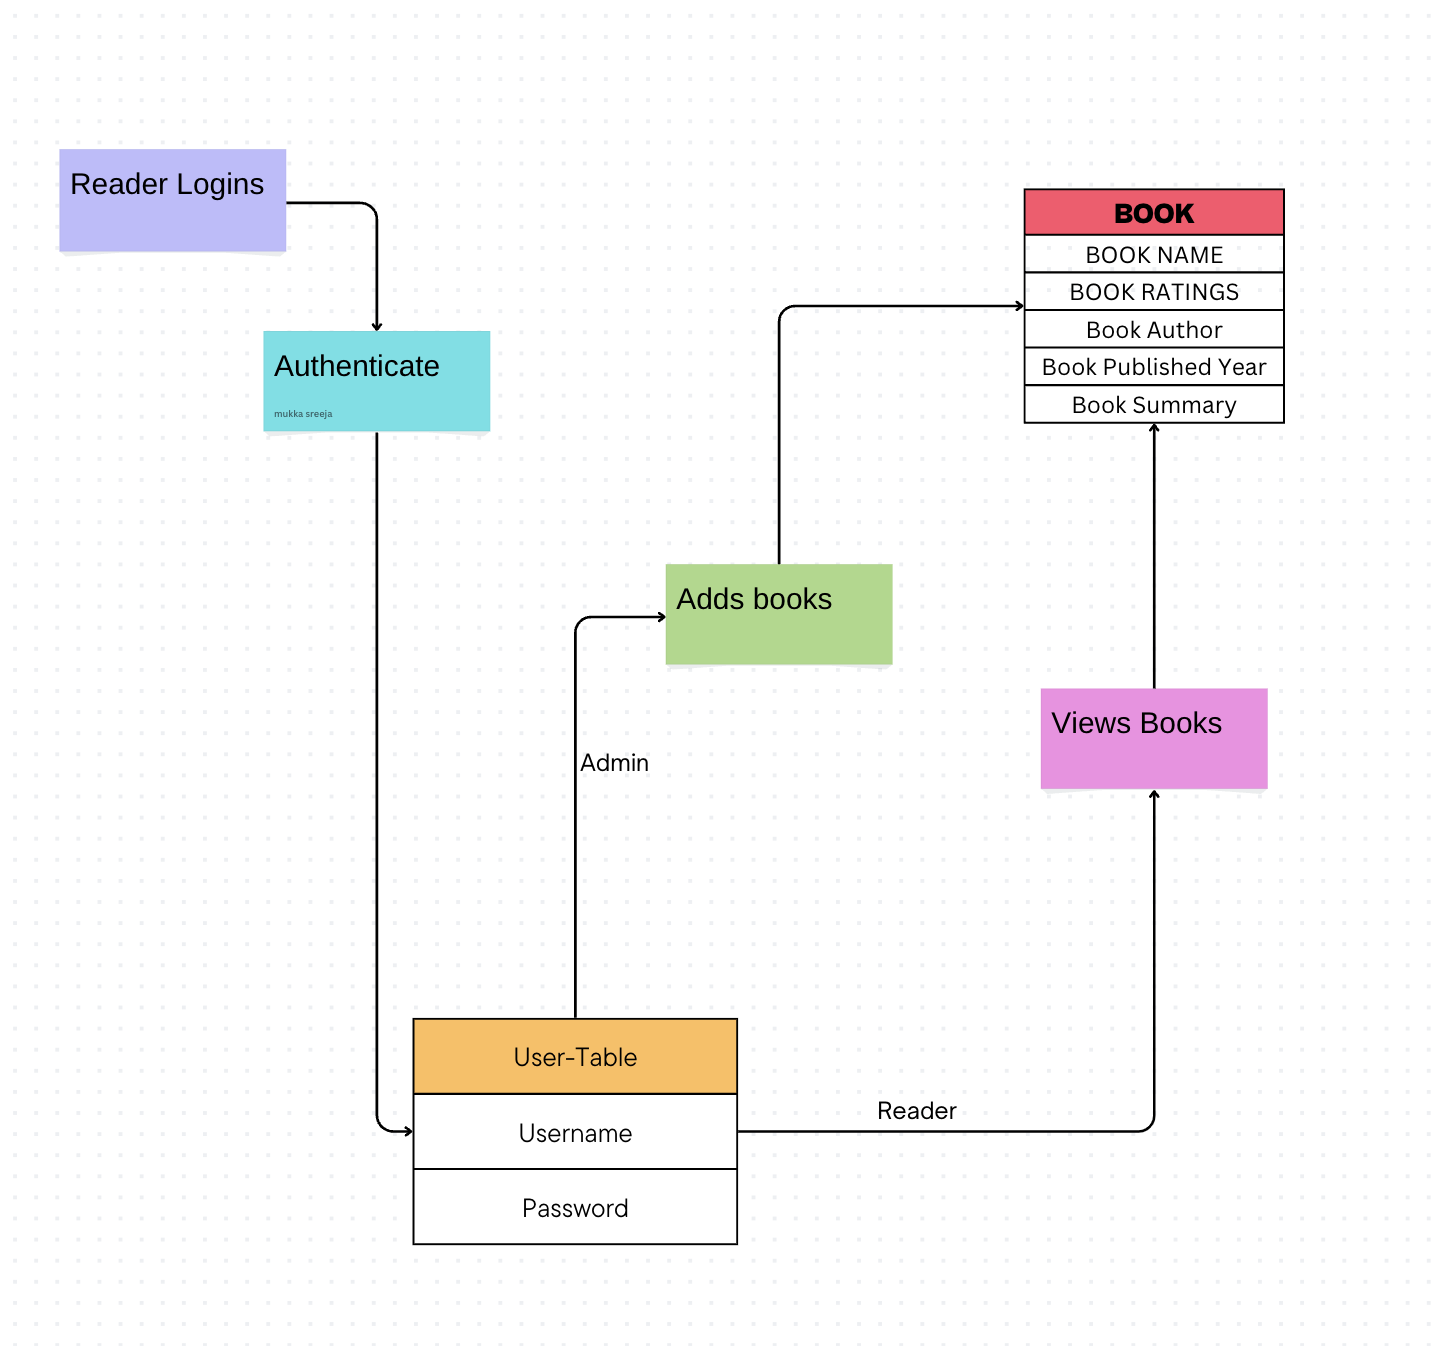 Reader Logins
Authenticate
mukka sreeja
BOOK
BOOK NAME
BOOK RATINGS
Book Author
Book Published Year
Book Summary
Adds books
Views Books
Admin
User-Table
Username
Password
Reader